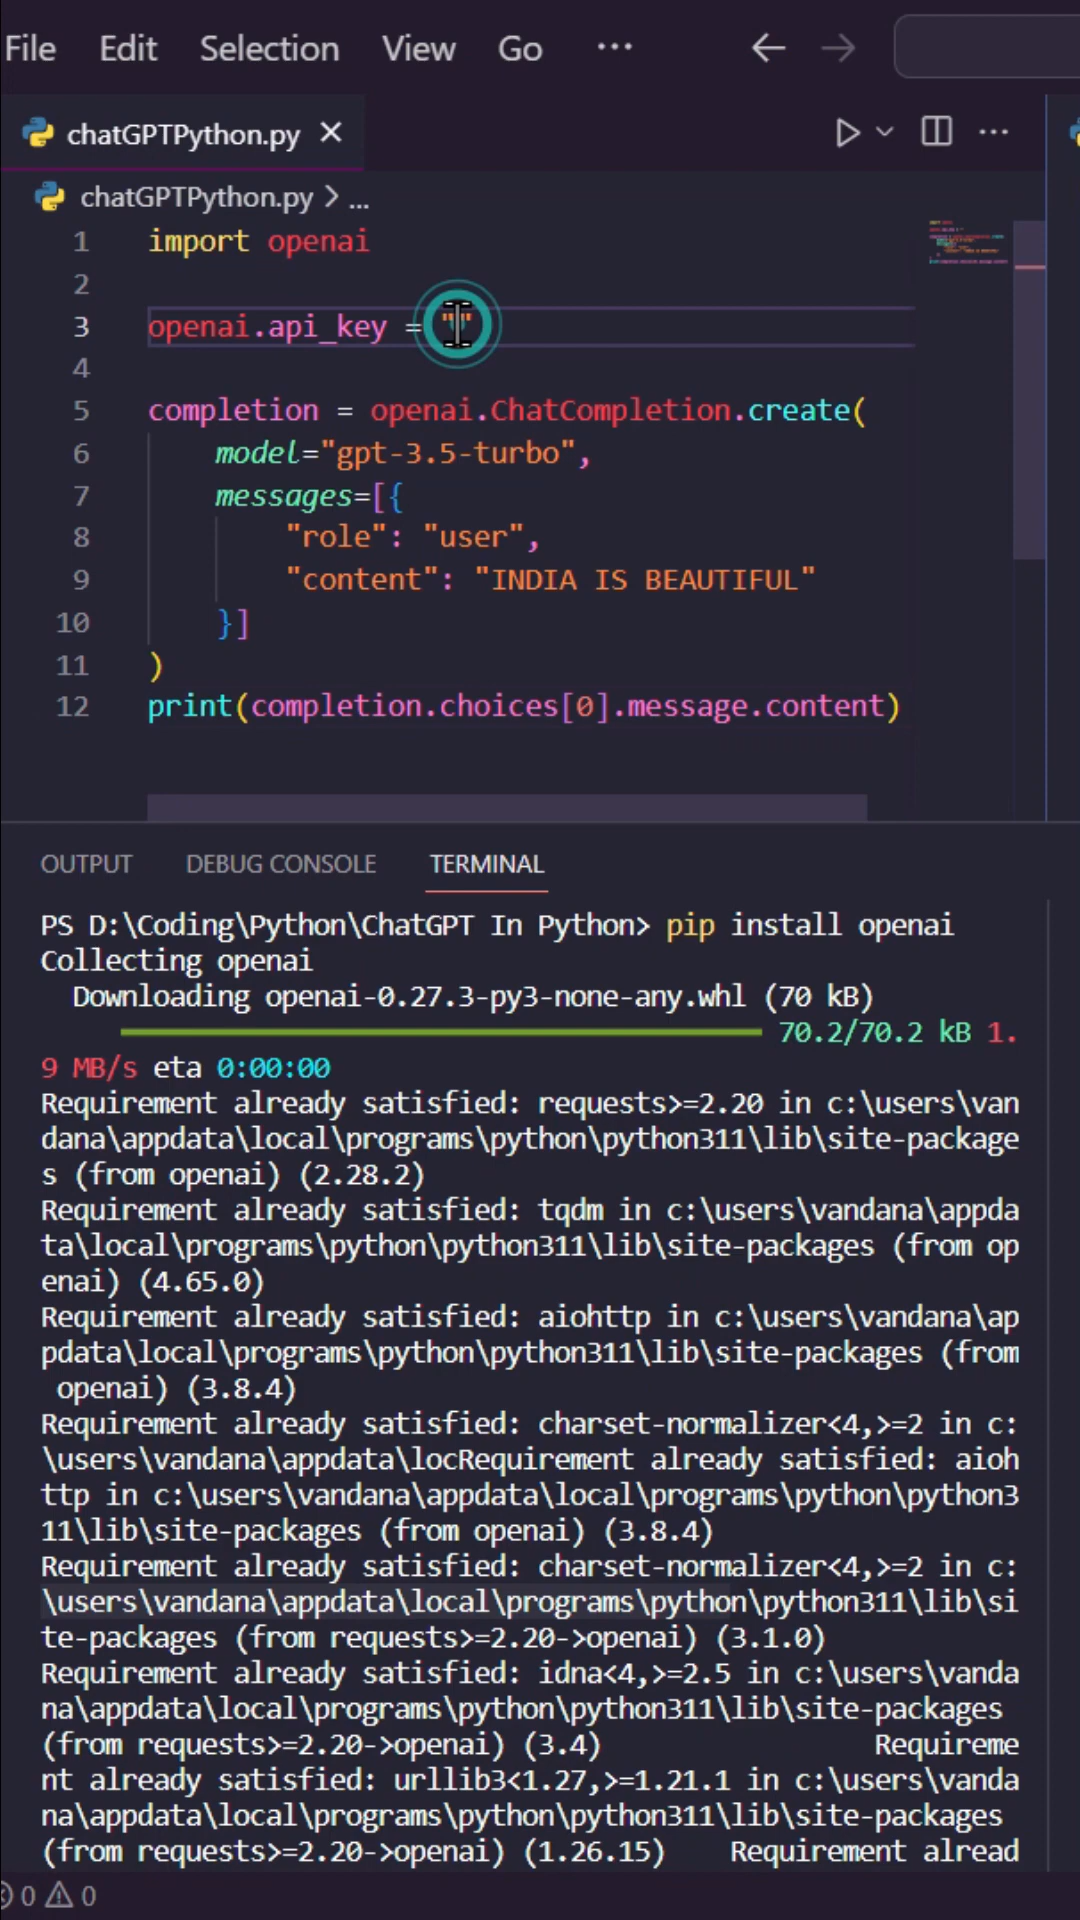 File Edit Selection View Go ...
chatGPTPython.py
chatGPTPython.py > ...
1 import openai
2
3 openai.api_key = ""
4
5 completion = openai.ChatCompletion.create(
6 model="gpt-3.5-turbo",
7 messages=[{
8 "role": "user",
9 "content": "INDIA IS BEAUTIFUL"
10 }]
11 )
12 print(completion.choices[0].message.content)
OUTPUT DEBUG CONSOLE TERMINAL
PS D:\Coding\Python\ChatGPT In Python> pip install openai
Collecting openai
Downloading openai-0.27.3-py3-none-any.whl (70 kB)
70.2/70.2 kB 1.
9 MB/s eta 0:00:00
Requirement already satisfied: requests>=2.20 in c:\users\van
dana\appdata\local\programs\python\python311\lib\site-package
s (from openai) (2.28.2)
Requirement already satisfied: tqdm in c:\users\vandana\appda
ta\local\programs\python\python311\lib\site-packages (from op
enai) (4.65.0)
Requirement already satisfied: aiohttp in c:\users\vandana\ap
pdata\local\programs\python\python311\lib\site-packages (from
openai) (3.8.4)
Requirement already satisfied: charset-normalizer<4,>=2 in c:
\users\vandana\appdata\locRequirement already satisfied: aioh
ttp in c:\users\vandana\appdata\local\programs\python\python3
11\lib\site-packages (from openai) (3.8.4)
Requirement already satisfied: charset-normalizer<4,>=2 in c:
\users\vandana\appdata\local\programs\python\python311\lib\si
te-packages (from requests>=2.20->openai) (3.1.0)
Requirement already satisfied: idna<4,>=2.5 in c:\users\vanda
na\appdata\local\programs\python\python311\lib\site-packages
(from requests>=2.20->openai) (3.4) Requireme
nt already satisfied: urllib3<1.27,>=1.21.1 in c:\users\vanda
na\appdata\local\programs\python\python311\lib\site-packages
(from requests>=2.20->openai) (1.26.15) Requirement alread
0 0